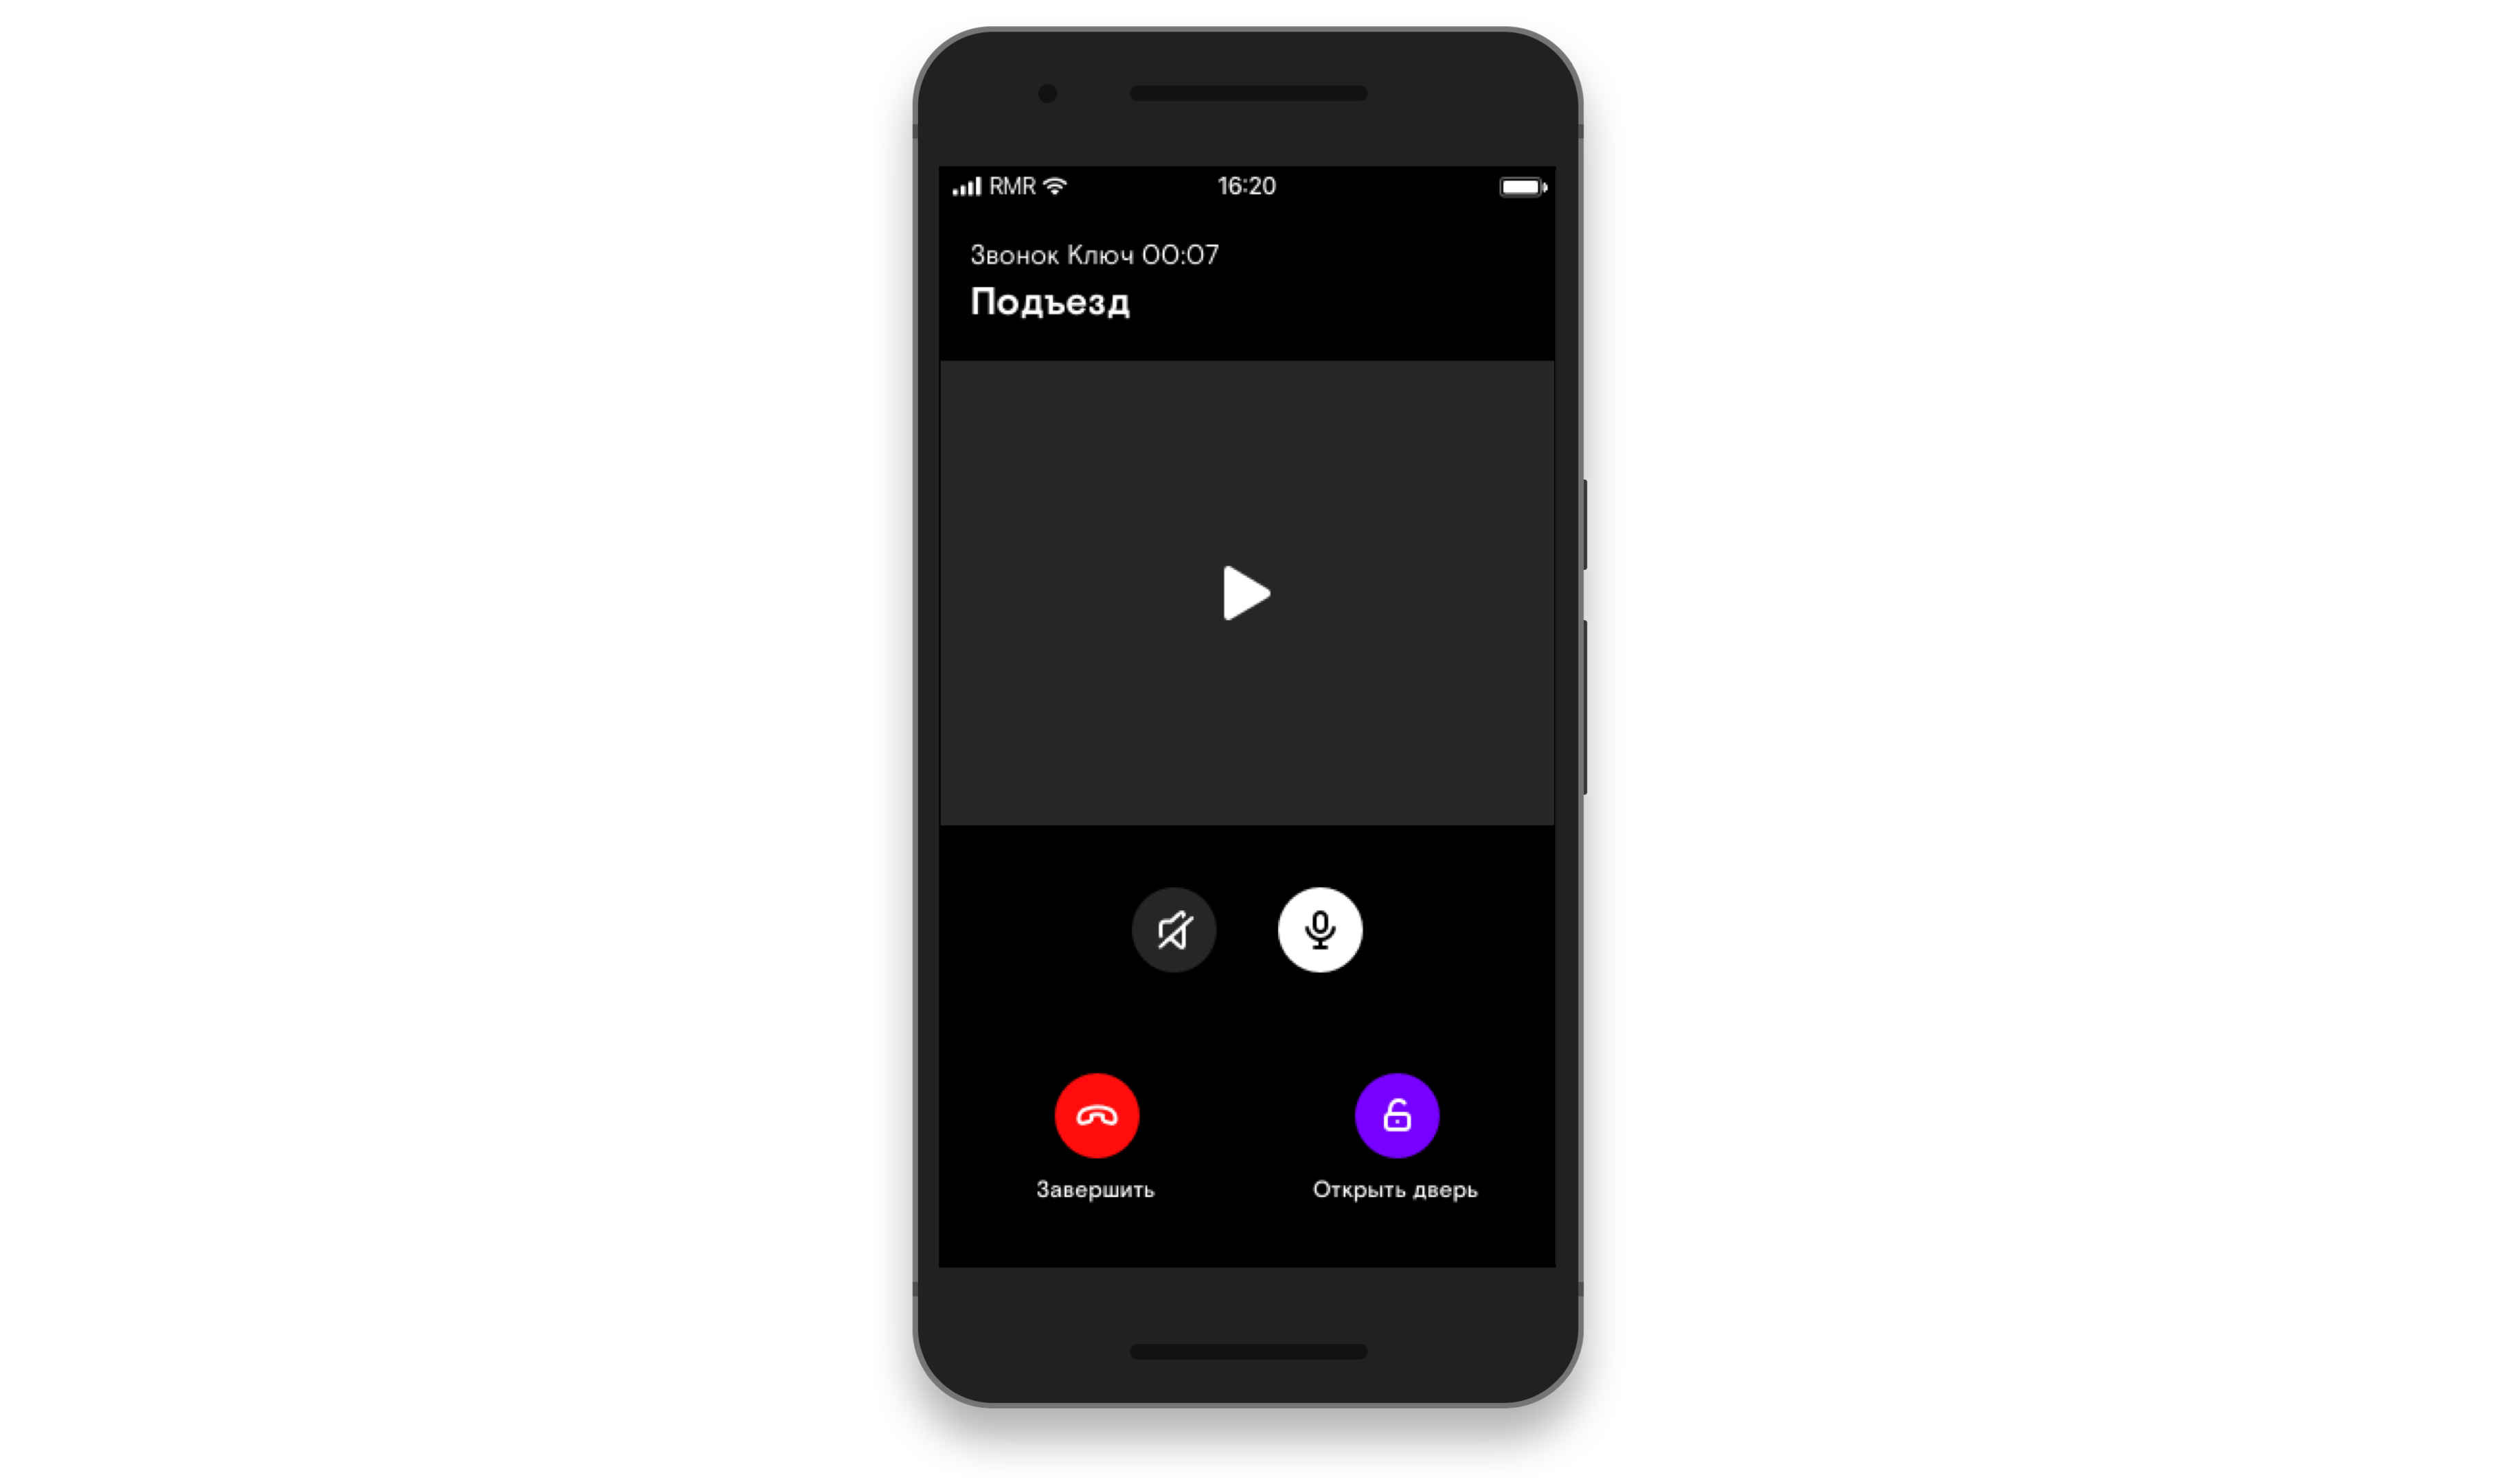 RMR
16:20
Звонок Ключ 00:07
Подъезд
Завершить
Открыть дверь